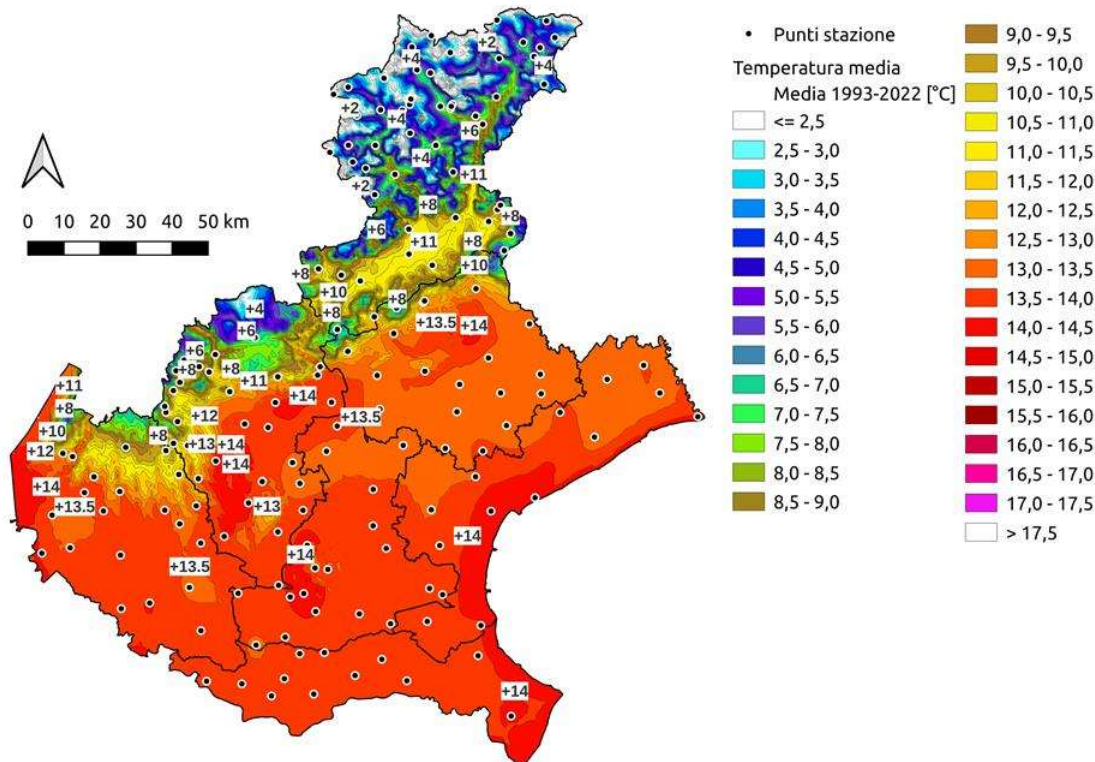 Punti stazione
Temperatura media
Media 1993-2022 [°C]
<= 2,5
2,5 - 3,0
3,0 - 3,5
3,5 - 4,0
4,0 - 4,5
4,5 - 5,0
5,0 - 5,5
5,5 - 6,0
6,0 - 6,5
6,5 - 7,0
7,0 - 7,5
7,5 - 8,0
8,0 - 8,5
8,5 - 9,0
9,0 - 9,5
9,5 - 10,0
10,0 - 10,5
10,5 - 11,0
11,0 - 11,5
11,5 - 12,0
12,0 - 12,5
12,5 - 13,0
13,0 - 13,5
13,5 - 14,0
14,0 - 14,5
14,5 - 15,0
15,0 - 15,5
15,5 - 16,0
16,0 - 16,5
16,5 - 17,0
17,0 - 17,5
> 17,5
0 10 20 30 40 50 km
+2
+4
+4
+2
+4
+6
+4
+11
+2
+8
+8
+6
+11
+8
+10
+8
+10
+8
+8
+4
+13.5
+14
+6
+6
+8
+11
+11
+14
+8
+12
+13.5
+10
+8
+13
+14
+12
+14
+14
+13.5
+13
+14
+14
+13.5
+14